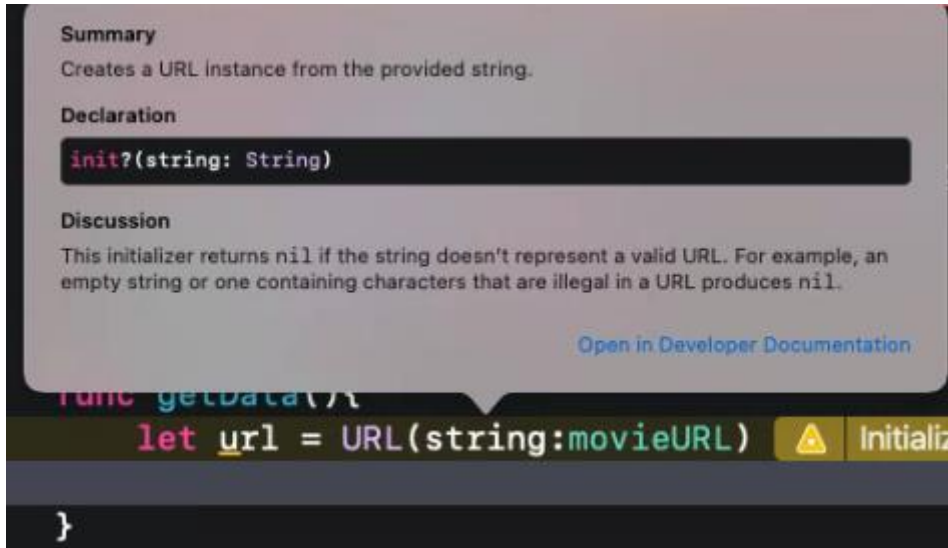 Summary
Creates a URL instance from the provided string.
Declaration
init?(string: String)
Discussion
This initializer returns nil if the string doesn't represent a valid URL. For example, an
empty string or one containing characters that are illegal in a URL produces nil.
Open in Developer Documentation
func getData(){
let url = URL(string:movieURL) Initializ
}